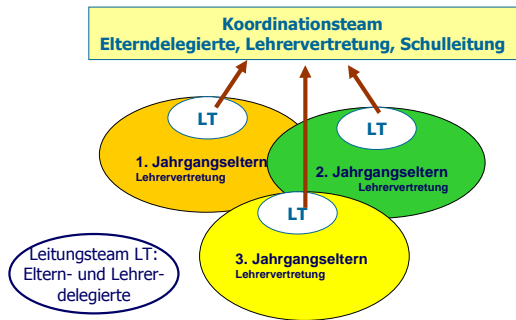 Koordinationsteam
Elterndelegierte, Lehrervertretung, Schulleitung
LT
LT
1. Jahrgangseltern
Lehrervertretung
2. Jahrgangseltern
Lehrervertretung
LT
3. Jahrgangseltern
Lehrervertretung
Leitungsteam LT:
Eltern- und Lehrer-
delegierte